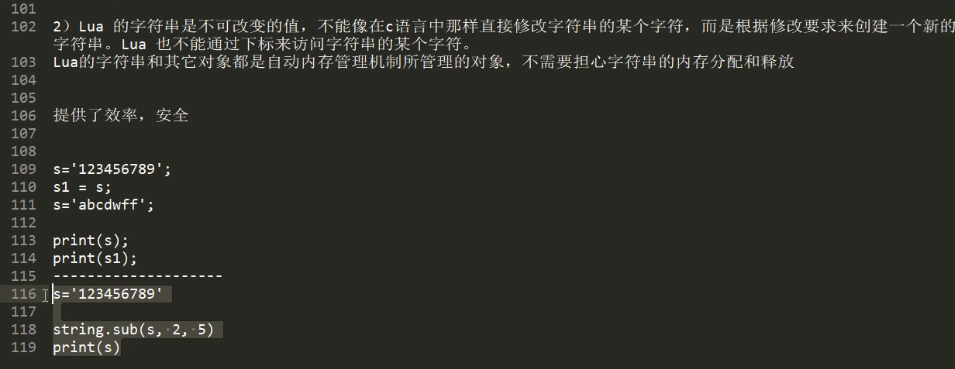 101
102 2）Lua 的字符串是不可改变的值，不能像在c语言中那样直接修改字符串的某个字符，而是根据修改要求来创建一个新的
字符串。Lua 也不能通过下标来访问字符串的某个字符。
103 Lua的字符串和其它对象都是自动内存管理机制所管理的对象，不需要担心字符串的内存分配和释放
104
105
106 提供了效率，安全
107
108
109 s='123456789';
110 s1 = s;
111 s='abcdwff';
112
113 print(s);
114 print(s1);
115 --------------------
116 s='123456789'
117
118 string.sub(s, 2, 5)
119 print(s)